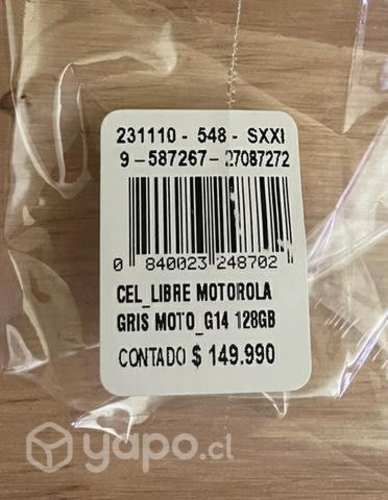 231110 - 548 - SXXI
9-587267-27087272
0 840023 248702
CEL_LIBRE MOTOROLA
GRIS MOTO_G14 128GB
CONTADO $ 149.990
yapo.cl